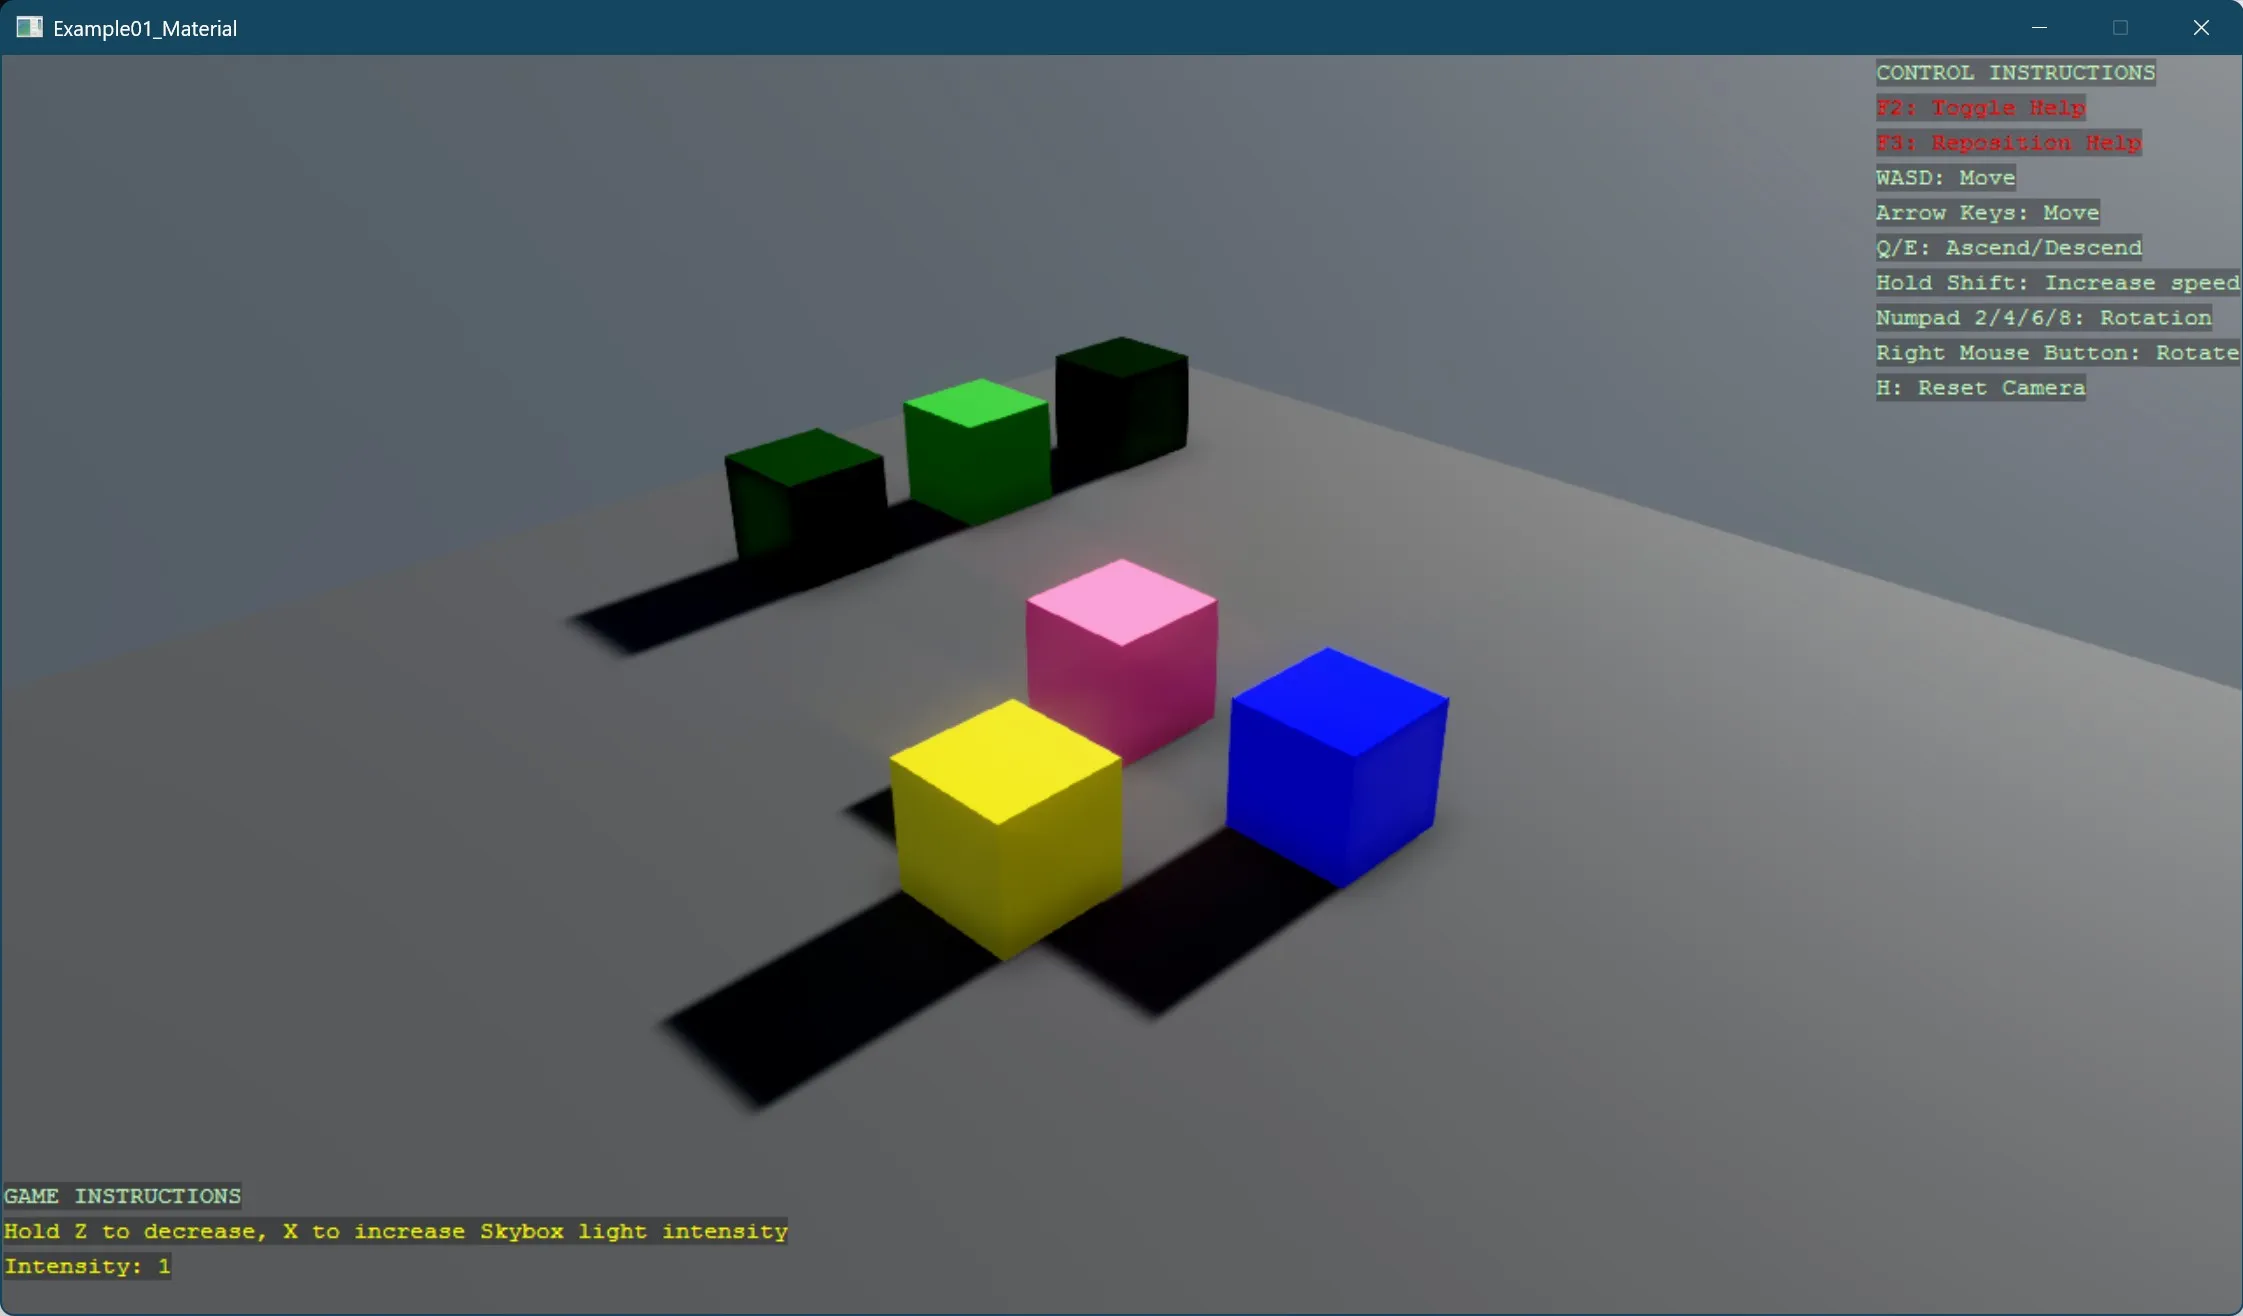 Example01_Material
CONTROL INSTRUCTIONS
F2: Toggle Help
F3: Reposition Help
WASD: Move
Arrow Keys: Move
Q/E: Ascend/Descend
Hold Shift: Increase speed
Numpad 2/4/6/8: Rotation
Right Mouse Button: Rotate
H: Reset Camera
GAME INSTRUCTIONS
Hold Z to decrease, X to increase Skybox light intensity
Intensity: 1